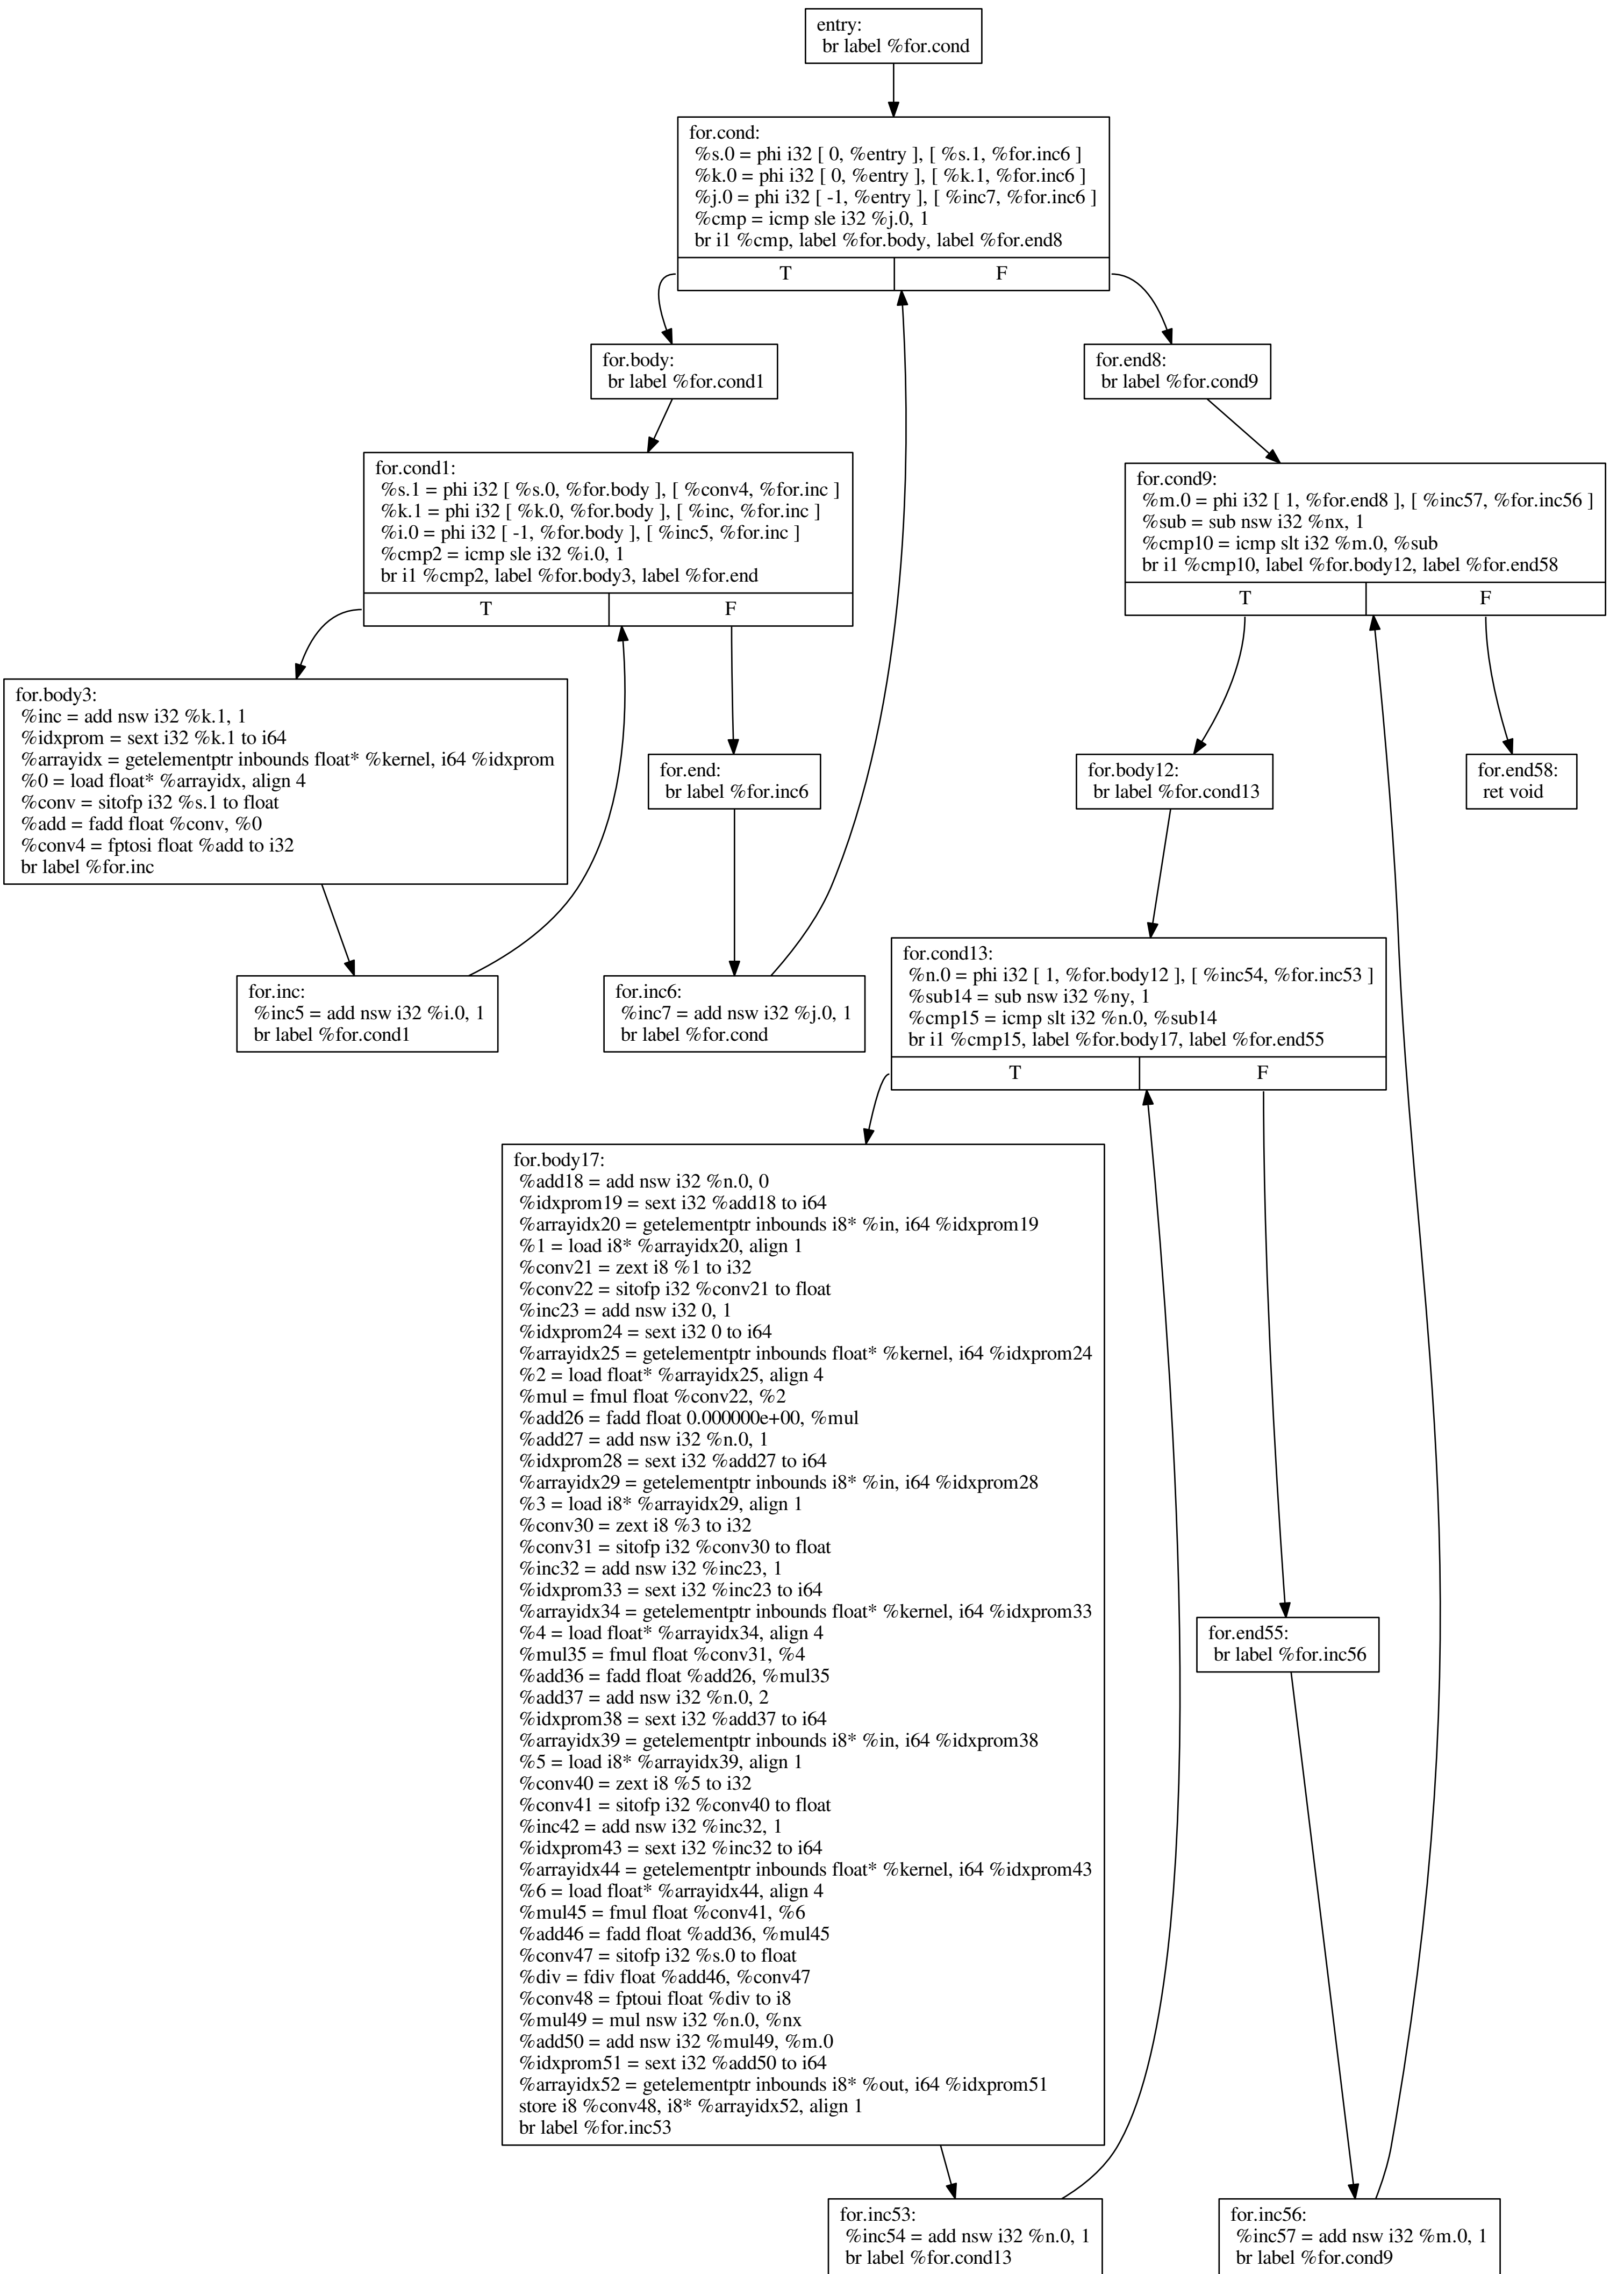 entry:
br label %for.cond
for.cond:
%s.0 = phi i32 [ 0, %entry ], [ %s.1, %for.inc6 ]
%k.0 = phi i32 [ 0, %entry ], [ %k.1, %for.inc6 ]
%j.0 = phi i32 [ -1, %entry ], [ %inc7, %for.inc6 ]
%cmp = icmp sle i32 %j.0, 1
br i1 %cmp, label %for.body, label %for.end8
T F
for.body:
br label %for.cond1
for.end8:
br label %for.cond9
for.cond1:
%s.1 = phi i32 [ %s.0, %for.body ], [ %conv4, %for.inc ]
%k.1 = phi i32 [ %k.0, %for.body ], [ %inc, %for.inc ]
%i.0 = phi i32 [ -1, %for.body ], [ %inc5, %for.inc ]
%cmp2 = icmp sle i32 %i.0, 1
br i1 %cmp2, label %for.body3, label %for.end
T F
for.cond9:
%m.0 = phi i32 [ 1, %for.end8 ], [ %inc57, %for.inc56 ]
%sub = sub nsw i32 %nx, 1
%cmp10 = icmp slt i32 %m.0, %sub
br i1 %cmp10, label %for.body12, label %for.end58
T F
for.body3:
%inc = add nsw i32 %k.1, 1
%idxprom = sext i32 %k.1 to i64
%arrayidx = getelementptr inbounds float* %kernel, i64 %idxprom
%0 = load float* %arrayidx, align 4
%conv = sitofp i32 %s.1 to float
%add = fadd float %conv, %0
%conv4 = fptosi float %add to i32
br label %for.inc
for.end:
br label %for.inc6
for.body12:
br label %for.cond13
for.end58:
ret void
for.inc:
%inc5 = add nsw i32 %i.0, 1
br label %for.cond1
for.inc6:
%inc7 = add nsw i32 %j.0, 1
br label %for.cond
for.cond13:
%n.0 = phi i32 [ 1, %for.body12 ], [ %inc54, %for.inc53 ]
%sub14 = sub nsw i32 %ny, 1
%cmp15 = icmp slt i32 %n.0, %sub14
br i1 %cmp15, label %for.body17, label %for.end55
T F
for.body17:
%add18 = add nsw i32 %n.0, 0
%idxprom19 = sext i32 %add18 to i64
%arrayidx20 = getelementptr inbounds i8* %in, i64 %idxprom19
%1 = load i8* %arrayidx20, align 1
%conv21 = zext i8 %1 to i32
%conv22 = sitofp i32 %conv21 to float
%inc23 = add nsw i32 0, 1
%idxprom24 = sext i32 0 to i64
%arrayidx25 = getelementptr inbounds float* %kernel, i64 %idxprom24
%2 = load float* %arrayidx25, align 4
%mul = fmul float %conv22, %2
%add26 = fadd float 0.000000e+00, %mul
%add27 = add nsw i32 %n.0, 1
%idxprom28 = sext i32 %add27 to i64
%arrayidx29 = getelementptr inbounds i8* %in, i64 %idxprom28
%3 = load i8* %arrayidx29, align 1
%conv30 = zext i8 %3 to i32
%conv31 = sitofp i32 %conv30 to float
%inc32 = add nsw i32 %inc23, 1
%idxprom33 = sext i32 %inc23 to i64
%arrayidx34 = getelementptr inbounds float* %kernel, i64 %idxprom33
%4 = load float* %arrayidx34, align 4
%mul35 = fmul float %conv31, %4
%add36 = fadd float %add26, %mul35
%add37 = add nsw i32 %n.0, 2
%idxprom38 = sext i32 %add37 to i64
%arrayidx39 = getelementptr inbounds i8* %in, i64 %idxprom38
%5 = load i8* %arrayidx39, align 1
%conv40 = zext i8 %5 to i32
%conv41 = sitofp i32 %conv40 to float
%inc42 = add nsw i32 %inc32, 1
%idxprom43 = sext i32 %inc32 to i64
%arrayidx44 = getelementptr inbounds float* %kernel, i64 %idxprom43
%6 = load float* %arrayidx44, align 4
%mul45 = fmul float %conv41, %6
%add46 = fadd float %add36, %mul45
%conv47 = sitofp i32 %s.0 to float
%div = fdiv float %add46, %conv47
%conv48 = fptoui float %div to i8
%mul49 = mul nsw i32 %n.0, %nx
%add50 = add nsw i32 %mul49, %m.0
%idxprom51 = sext i32 %add50 to i64
%arrayidx52 = getelementptr inbounds i8* %out, i64 %idxprom51
store i8 %conv48, i8* %arrayidx52, align 1
br label %for.inc53
for.end55:
br label %for.inc56
for.inc53:
%inc54 = add nsw i32 %n.0, 1
br label %for.cond13
for.inc56:
%inc57 = add nsw i32 %m.0, 1
br label %for.cond9